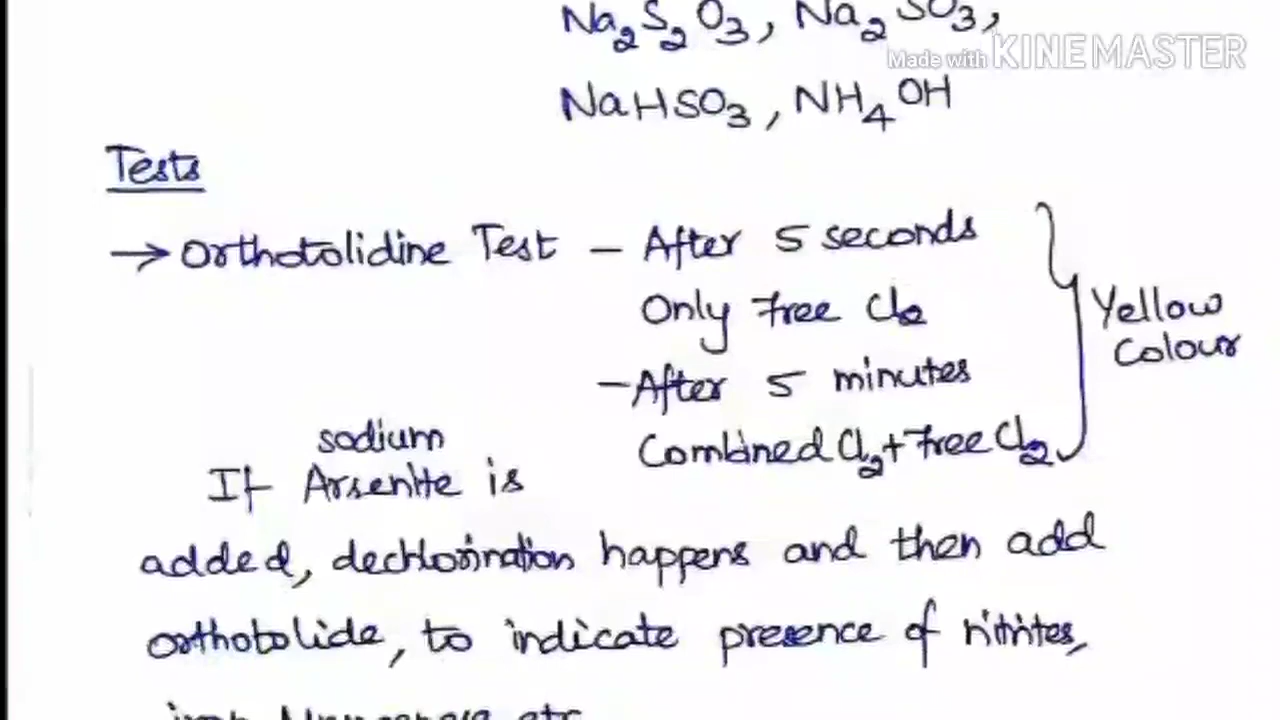 Na2S2O3, Na2SO3,
Made with KINEMASTER
NaHSO3, NH4OH
Tests
→ Orthotolidine Test – After 5 seconds
Only free Cl2
Yellow
Colour
– After 5 minutes
Combined Cl2 + free Cl2
sodium
If Arsenite is
added, dechlorination happens and then add
orthotolide, to indicate presence of nitrites,
etc